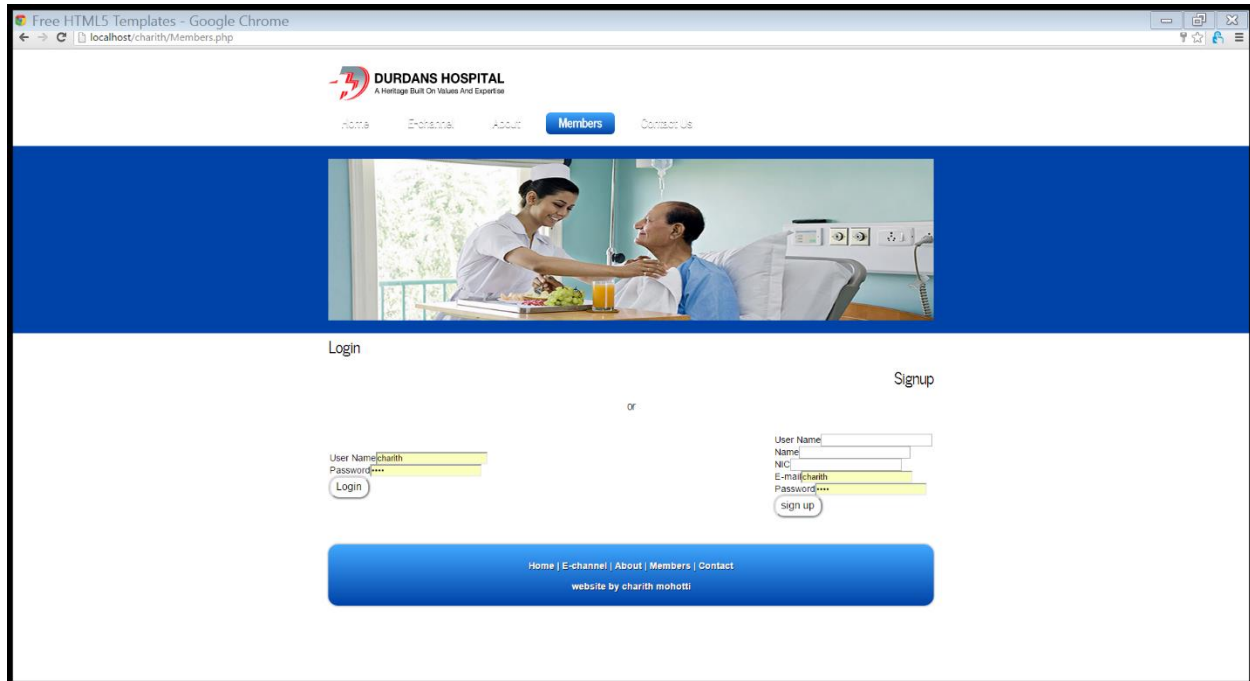 Free HTML5 Templates - Google Chrome
localhost/charith/Members.php
DURDANS HOSPITAL
A Heritage Built On Values And Expertise
Home E-channel About Members Contact Us
Login
Signup
or
User Name charith
Password ····
Login
User Name
Name
NIC
E-mail charith
Password ····
sign up
Home | E-channel | About | Members | Contact
website by charith mohotti